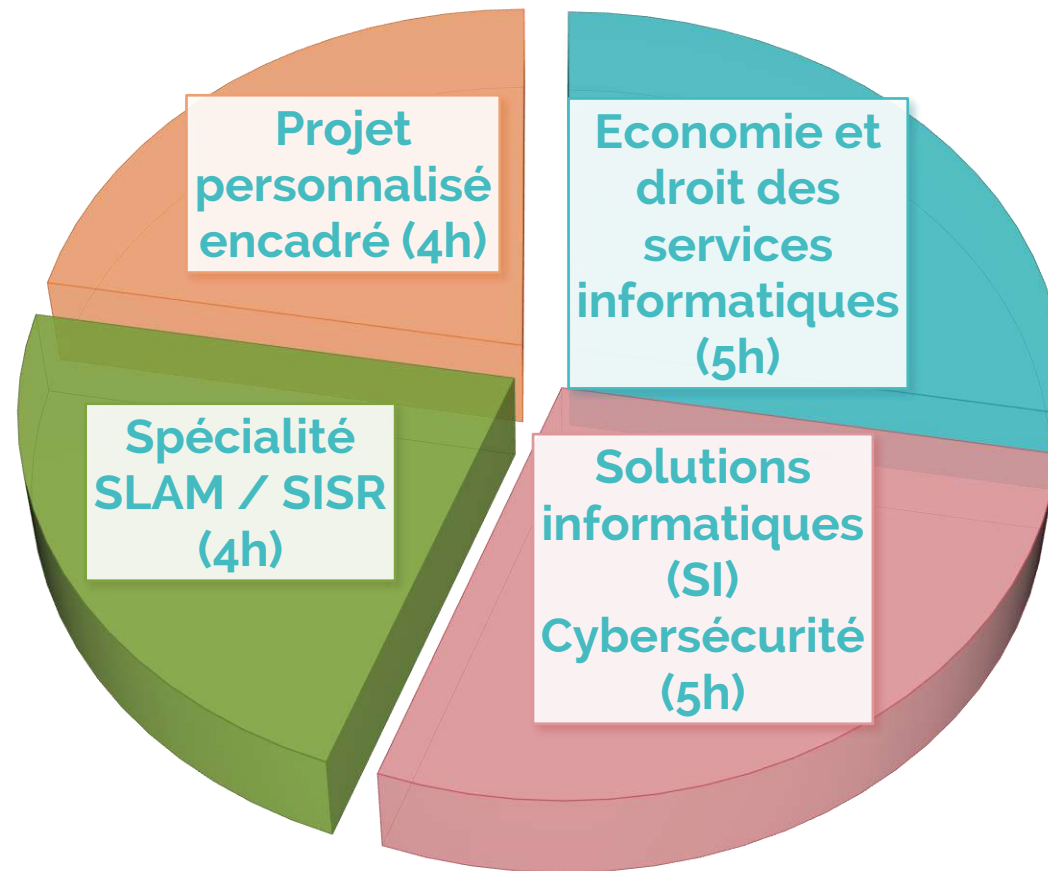 Projet
personnalisé
encadré (4h)
Economie et
droit des
services
informatiques
(5h)
Spécialité
SLAM / SISR
(4h)
Solutions
informatiques
(SI)
Cybersécurité
(5h)